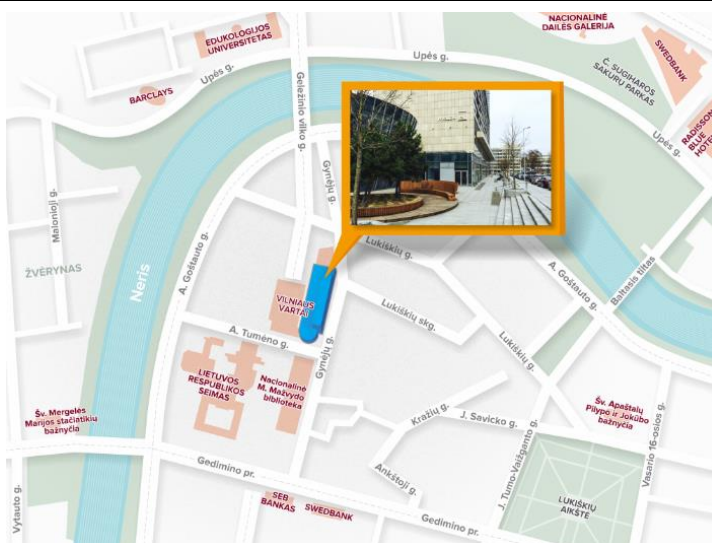 NACIONALINĖ
DAILĖS GALERIJA
EDUKOLOGIJOS
UNIVERSITETAS
SWEDBANK
Upės g.
Upės g.
Č. SUGIHAROS
SAKURŲ PARKAS
BARCLAYS
Geležinio vilko g.
Upės g.
RADISSON
BLUE
HOTEL
Gynėjų g.
Malonioji g.
Lukiškių g.
A. Goštauto g.
A. Goštauto g.
Baltasis tiltas
ŽVĖRYNAS
Neris
VILNIAUS
VARTAI
Lukiškių skg.
A. Tumėno g.
Gynėjų g.
Lukiškių g.
LIETUVOS
RESPUBLIKOS
SEIMAS
Nacionalinė
M. Mažvydo
biblioteka
Šv. Mergelės
Marijos stačiatikių
bažnyčia
Kražių g.
J. Savicko g.
Šv. Apaštalų
Pilypo ir Jokūbo
bažnyčia
Vasario 16-osios g.
J. Tumo-Vaižganto g.
Gedimino pr.
Ankštoji g.
Vytauto g.
SEB
BANKAS
SWEDBANK
Gedimino pr.
LUKIŠKIŲ
AIKŠTĖ